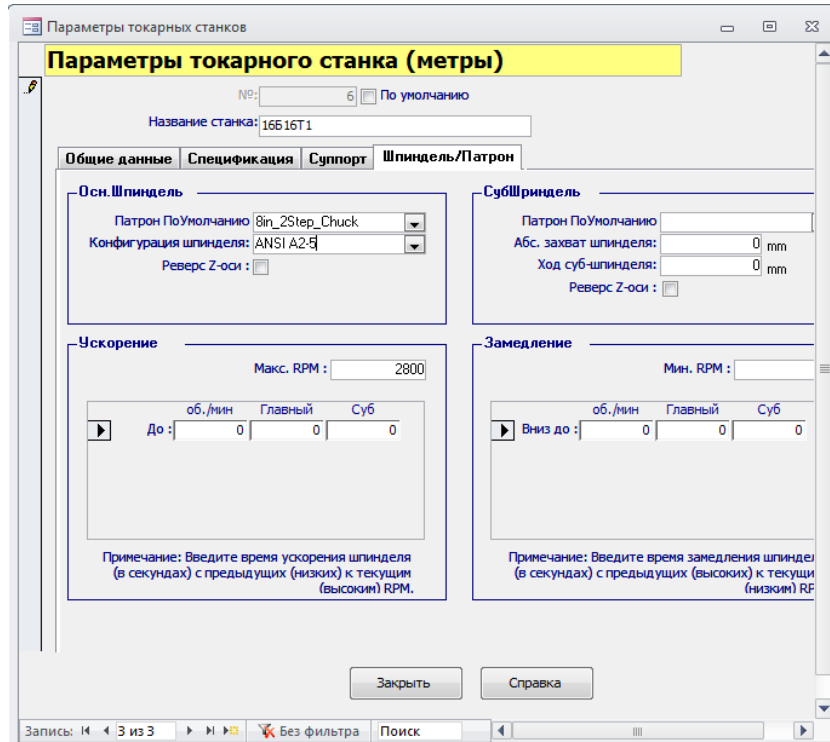 Параметры токарных станков
Параметры токарного станка (метры)
№: 6 По умолчанию
Название станка: 16Б16Т1
Общие данные Спецификация Суппорт Шпиндель/Патрон
Осн.Шпиндель
Патрон ПоУмолчанию 8in_2Step_Chuck
Конфигурация шпинделя: ANSI A2-5
Реверс Z-оси :
СубШриндель
Патрон ПоУмолчанию
Абс. захват шпинделя: 0 mm
Ход суб-шпинделя: 0 mm
Реверс Z-оси :
Ускорение
Макс. RPM : 2800
об./мин Главный Суб
До : 0 0 0
Примечание: Введите время ускорения шпинделя
(в секундах) с предыдущих (низких) к текущим
(высоким) RPM.
Замедление
Мин. RPM :
об./мин Главный Суб
Вниз до : 0 0 0
Примечание: Введите время замедления шпинде
(в секундах) с предыдущих (высоких) к текущи
(низким) RP
Закрыть Справка
Запись: 3 из 3 Без фильтра Поиск